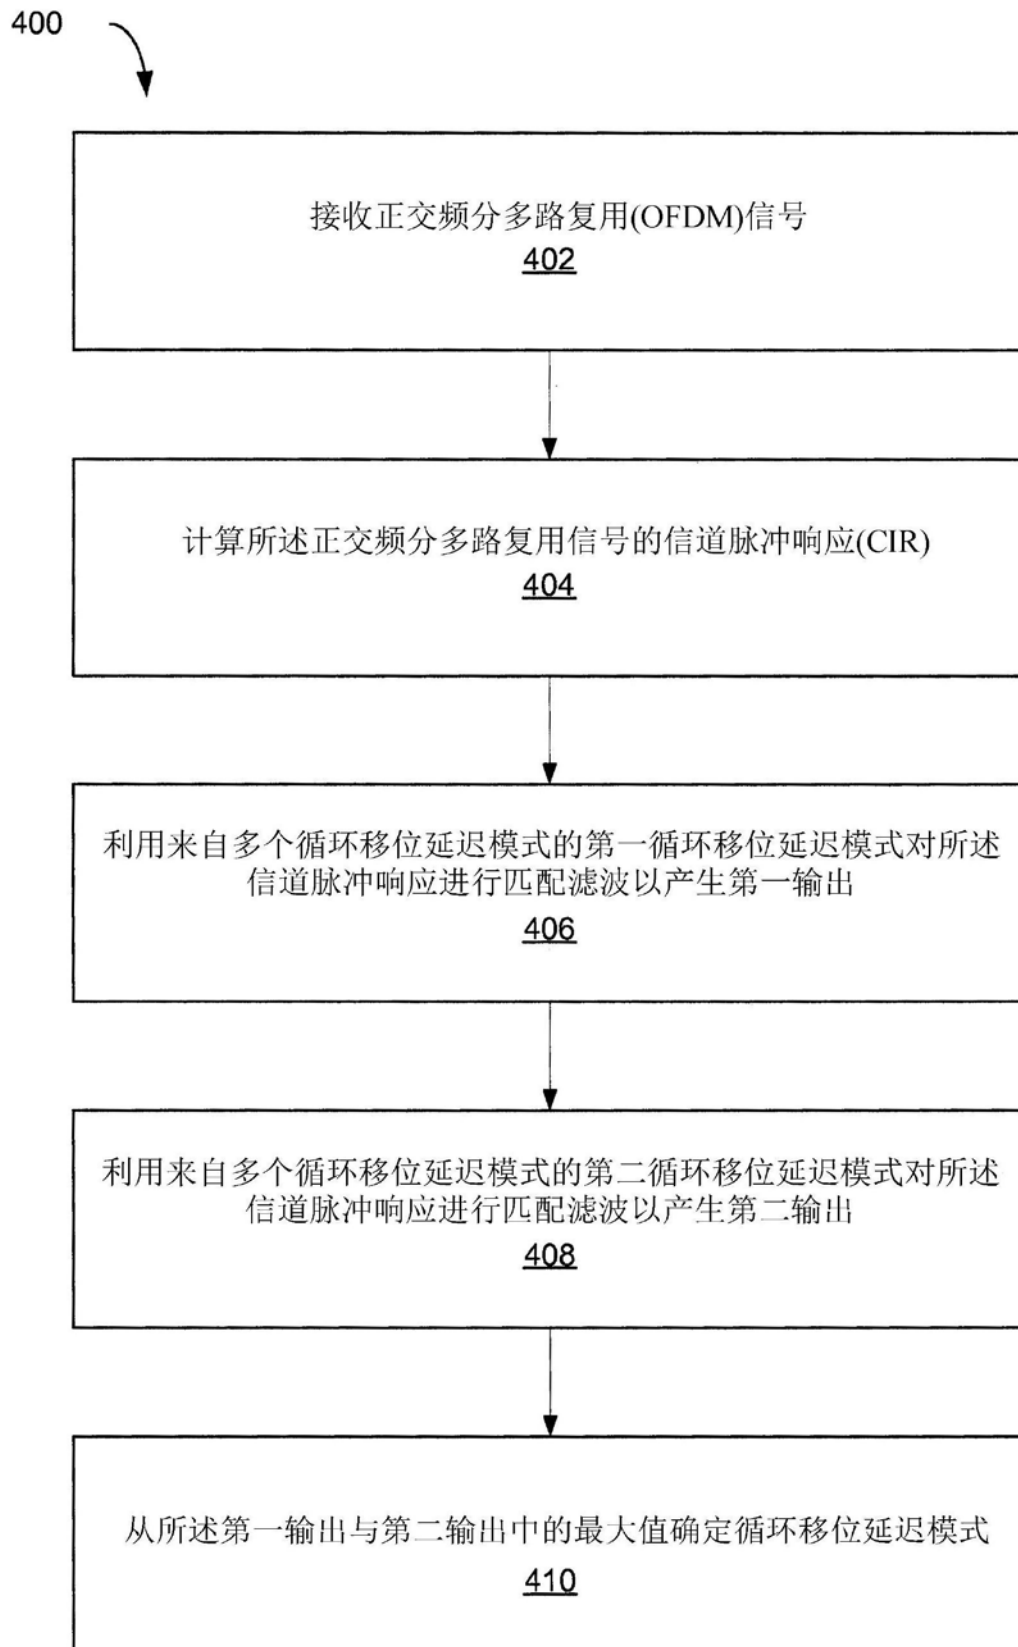 400
接收正交频分多路复用(OFDM)信号
402
计算所述正交频分多路复用信号的信道脉冲响应(CIR)
404
利用来自多个循环移位延迟模式的第一循环移位延迟模式对所述
信道脉冲响应进行匹配滤波以产生第一输出
406
利用来自多个循环移位延迟模式的第二循环移位延迟模式对所述
信道脉冲响应进行匹配滤波以产生第二输出
408
从所述第一输出与第二输出中的最大值确定循环移位延迟模式
410